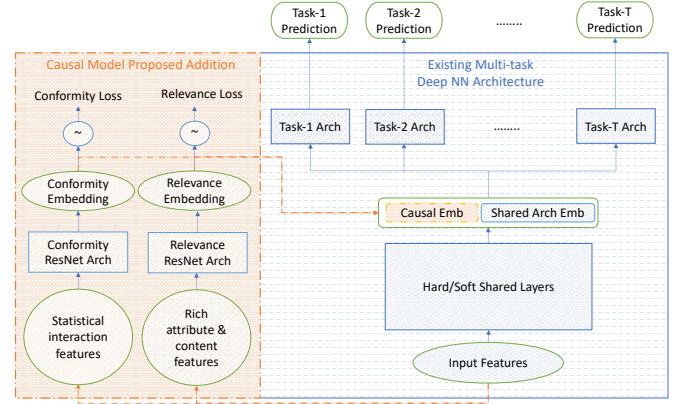 Task-1
Prediction
Task-2
Prediction
........
Task-T
Prediction
Causal Model Proposed Addition
Existing Multi-task
Deep NN Architecture
Conformity Loss
Relevance Loss
~
~
Task-1 Arch
Task-2 Arch
........
Task-T Arch
Conformity
Embedding
Relevance
Embedding
Causal Emb
Shared Arch Emb
Conformity
ResNet Arch
Relevance
ResNet Arch
Hard/Soft Shared Layers
Statistical
interaction
features
Rich
attribute &
content
features
Input Features